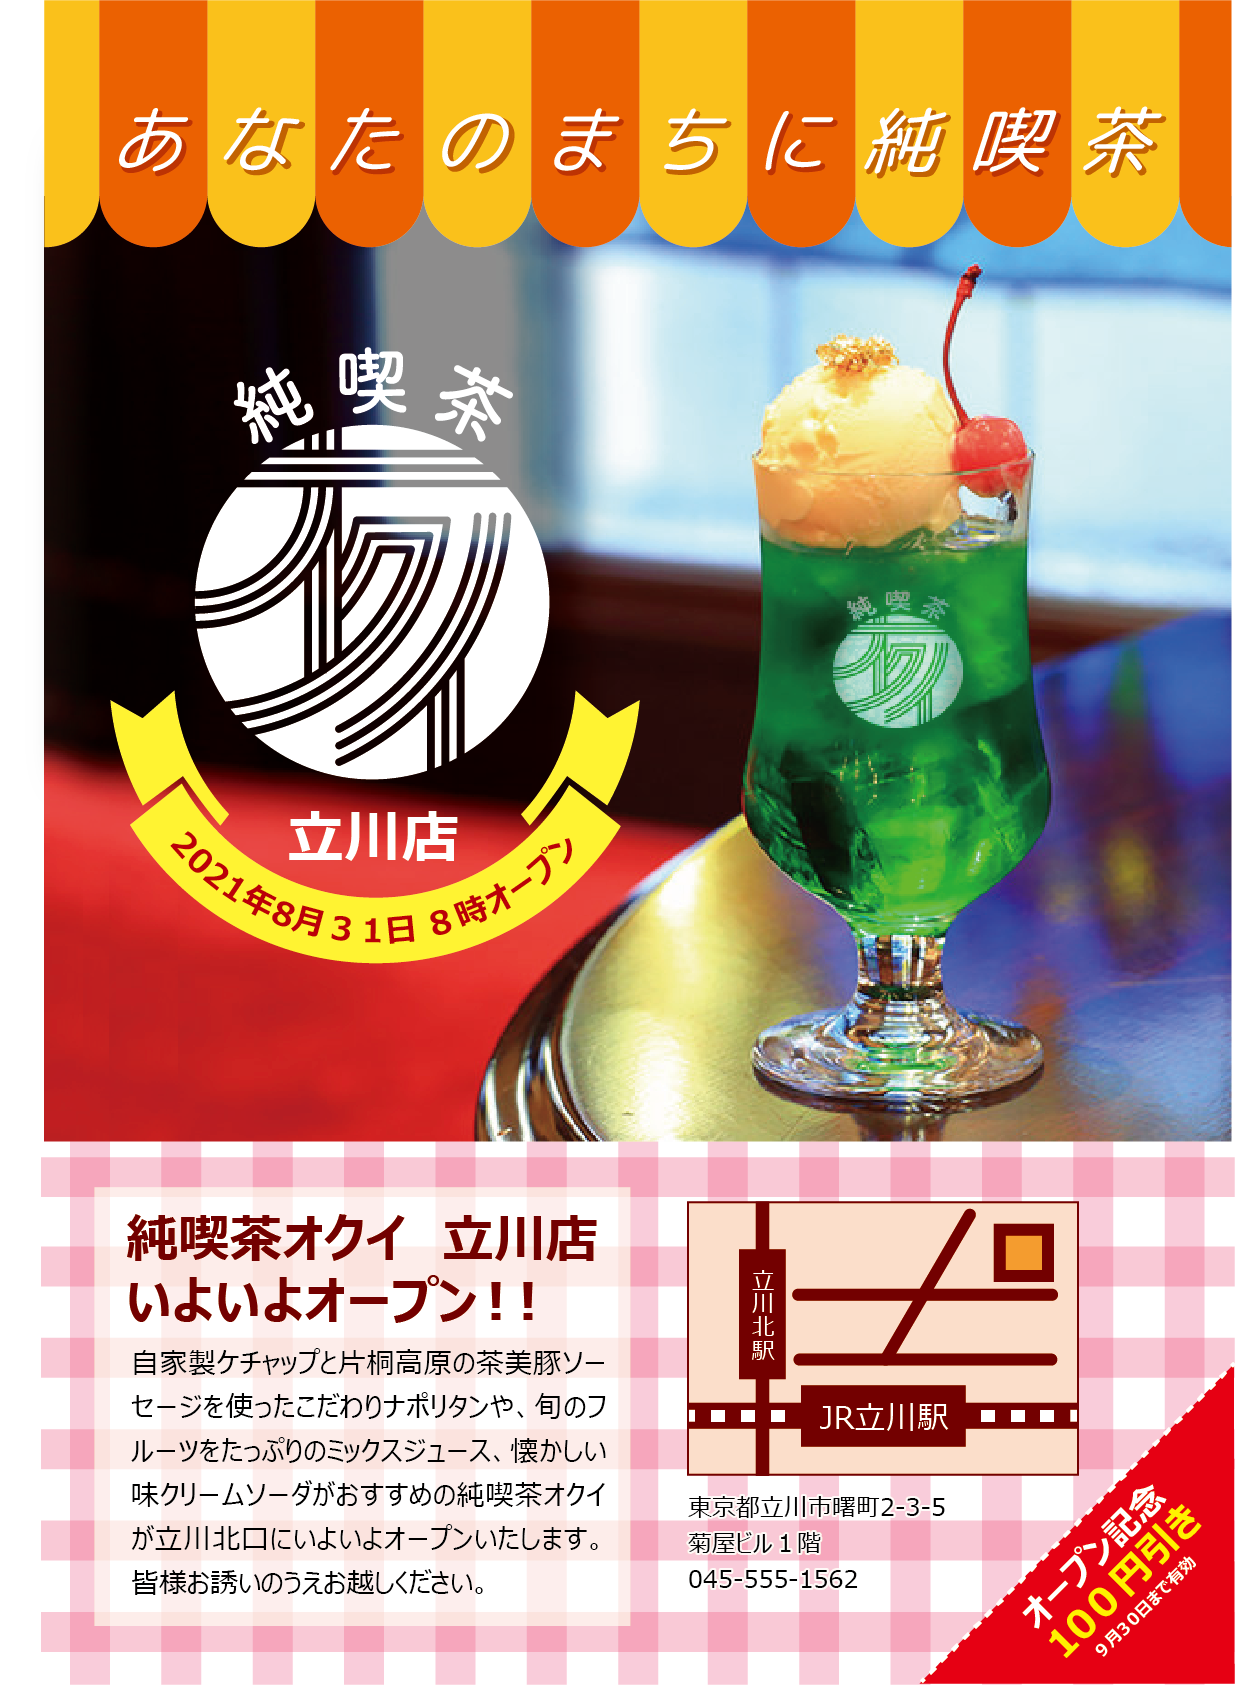 あなたのまちに純喫茶
純喫茶
オクイ
立川店
2021年8月31日 8時オープン
純喫茶
オクイ
純喫茶オクイ　立川店
いよいよオープン！！
自家製ケチャップと片桐高原の茶美豚ソー
セージを使ったこだわりナポリタンや、旬のフ
ルーツをたっぷりのミックスジュース、懐かしい
味クリームソーダがおすすめの純喫茶オクイ
が立川北口にいよいよオープンいたします。
皆様お誘いのうえお越しください。
立川北駅
JR立川駅
東京都立川市曙町2-3-5
菊屋ビル１階
045-555-1562
オープン記念
100円引き
9月30日まで有効